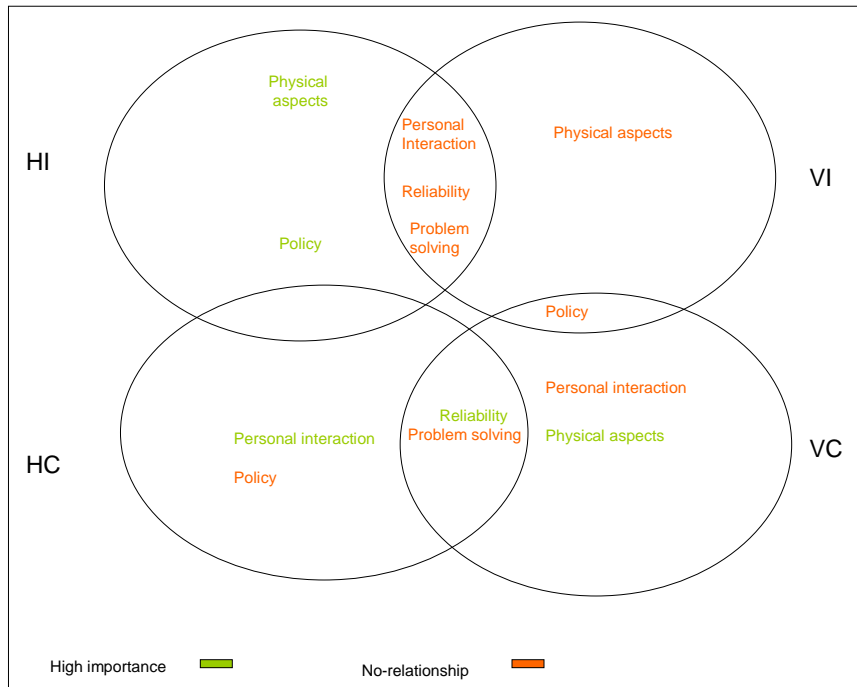 Physical
aspects
Personal
Interaction
Physical aspects
HI
VI
Reliability
Problem
solving
Policy
Policy
Personal interaction
Reliability
Personal interaction
Physical aspects
Problem solving
HC
VC
Policy
High importance
No-relationship